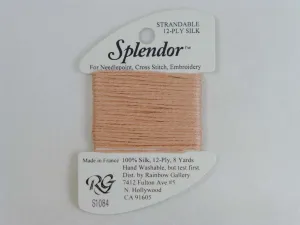 STRANDABLE
12-PLY SILK
Splendor™
For Needlepoint, Cross Stitch, Embroidery
Made in France
100% Silk, 12-Ply, 8 Yards
Hand Washable, but test first
Dist. by Rainbow Gallery
7412 Fulton Ave #5
N. Hollywood
CA 91605
RG
S1084